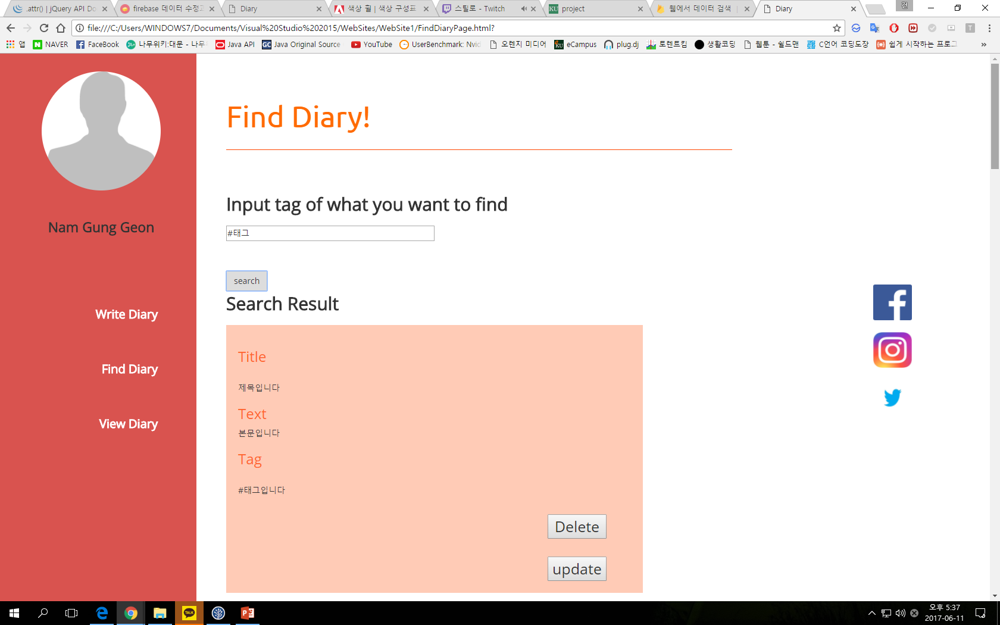 .attr() | jQuery API Do
firebase 데이터 수정과
Diary
색상 휠 | 색상 구성표
스틸로 - Twitch
project
웹에서 데이터 검색
Diary
file:///C:/Users/WINDOWS7/Documents/Visual%20Studio%202015/WebSites/WebSite1/FindDiaryPage.html?
앱
NAVER
FaceBook
나무위키:대문 - 나무
Java API
Java Original Source
YouTube
UserBenchmark: Nvid
오렌지 미디어
eCampus
plug.dj
토렌트킴
생활코딩
웹툰 - 쉴드맨
C언어 코딩도장
쉽게 시작하는 프로그
Find Diary!
Input tag of what you want to find
#태그
Nam Gung Geon
search
Search Result
Write Diary
Find Diary
View Diary
Title
제목입니다
Text
본문입니다
Tag
#태그입니다
Delete
update
TALK
오후 5:37
2017-06-11